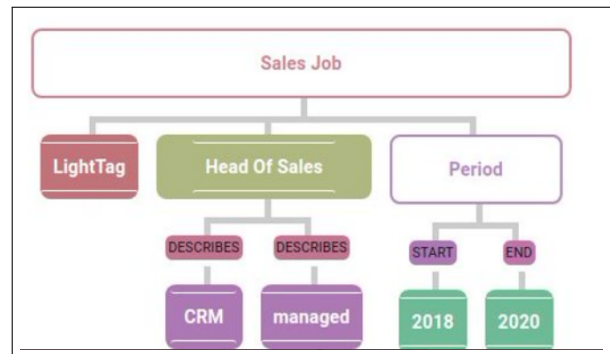 Sales Job
LightTag Head Of Sales Period
DESCRIBES DESCRIBES START END
CRM managed 2018 2020